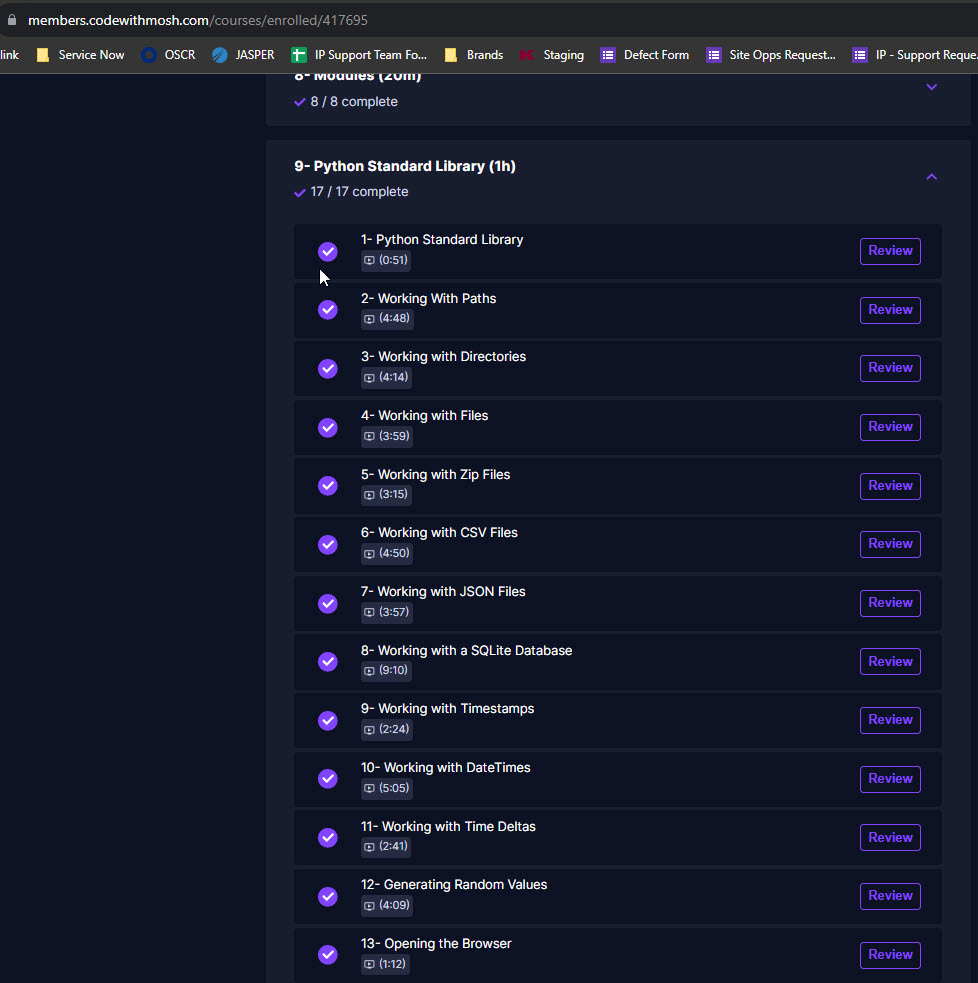 members.codewithmosh.com/courses/enrolled/417695
link Service Now OSCR JASPER IP Support Team Fo... Brands Staging Defect Form Site Opps Request... IP - Support Reque
8- Modules (20m)
8 / 8 complete
9- Python Standard Library (1h)
17 / 17 complete
1- Python Standard Library
(0:51)
Review
2- Working With Paths
(4:48)
Review
3- Working with Directories
(4:14)
Review
4- Working with Files
(3:59)
Review
5- Working with Zip Files
(3:15)
Review
6- Working with CSV Files
(4:50)
Review
7- Working with JSON Files
(3:57)
Review
8- Working with a SQLite Database
(9:10)
Review
9- Working with Timestamps
(2:24)
Review
10- Working with DateTimes
(5:05)
Review
11- Working with Time Deltas
(2:41)
Review
12- Generating Random Values
(4:09)
Review
13- Opening the Browser
(1:12)
Review